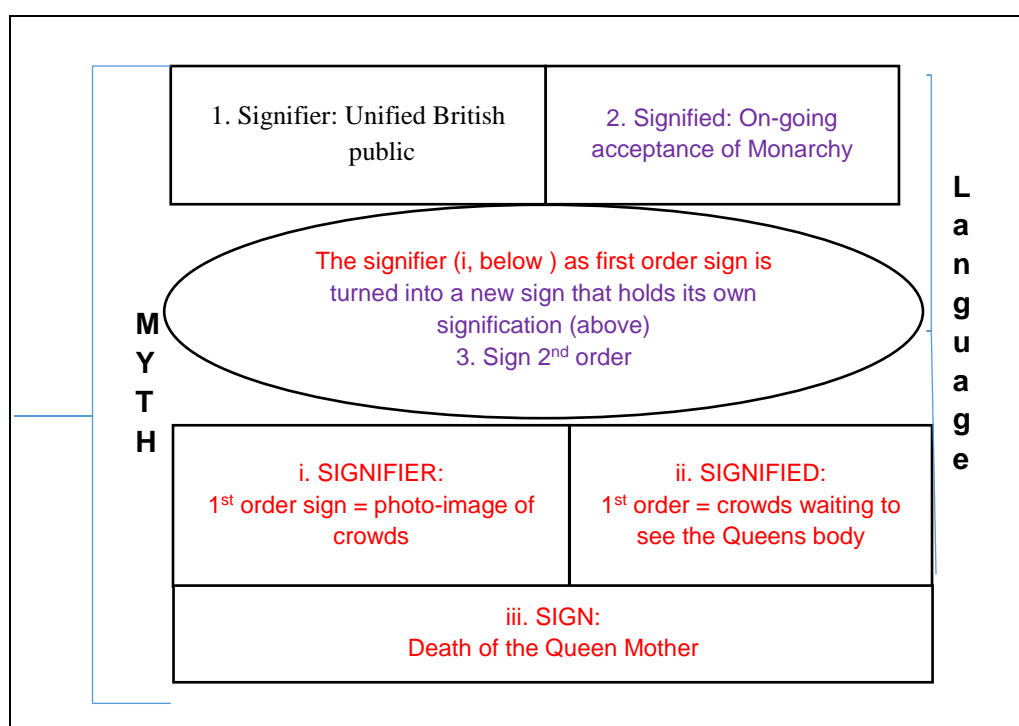 1. Signifier: Unified British
public
2. Signified: On-going
acceptance of Monarchy
The signifier (i, below ) as first order sign is
turned into a new sign that holds its own
signification (above)
3. Sign 2nd order
MYTH
Language
i. SIGNIFIER:
1st order sign = photo-image of
crowds
ii. SIGNIFIED:
1st order = crowds waiting to
see the Queens body
iii. SIGN:
Death of the Queen Mother